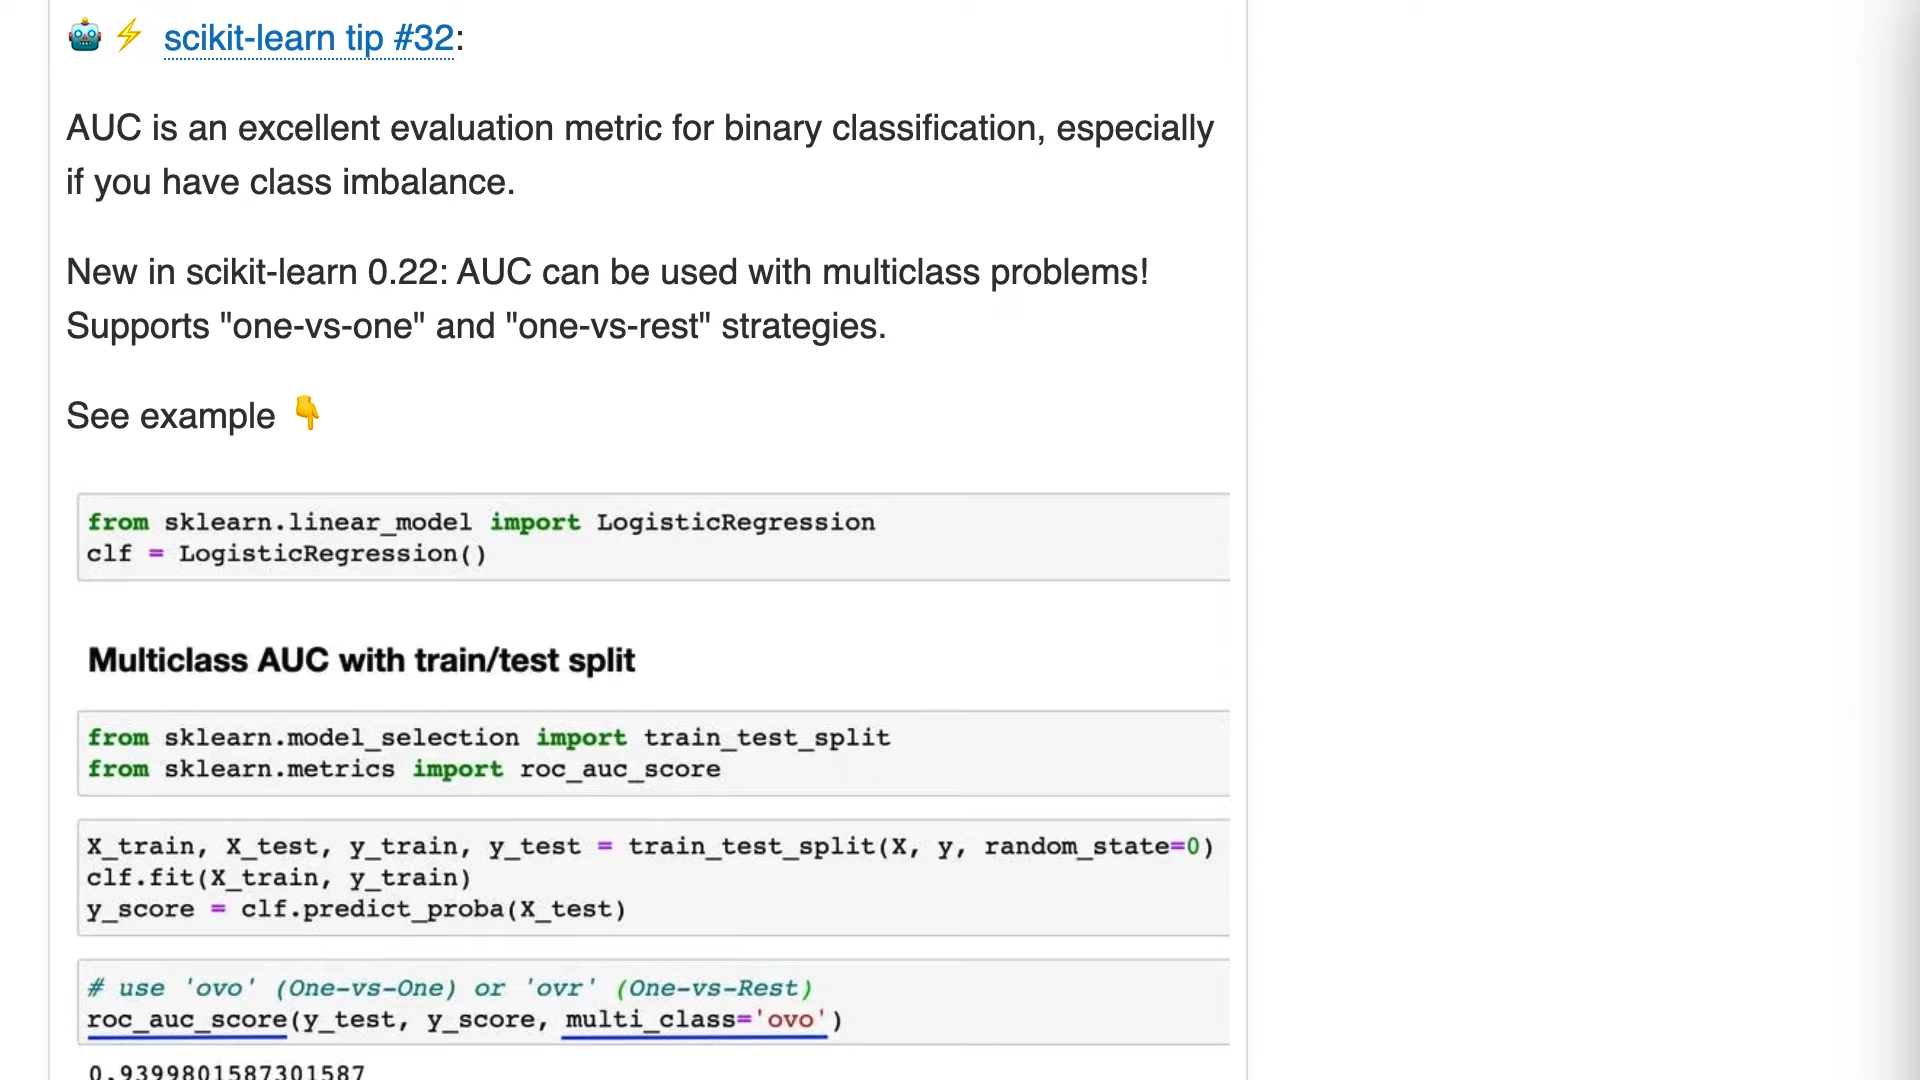 scikit-learn tip #32:
AUC is an excellent evaluation metric for binary classification, especially
if you have class imbalance.
New in scikit-learn 0.22: AUC can be used with multiclass problems!
Supports "one-vs-one" and "one-vs-rest" strategies.
See example
from sklearn.linear_model import LogisticRegression
clf = LogisticRegression()
Multiclass AUC with train/test split
from sklearn.model_selection import train_test_split
from sklearn.metrics import roc_auc_score
X_train, X_test, y_train, y_test = train_test_split(X, y, random_state=0)
clf.fit(X_train, y_train)
y_score = clf.predict_proba(X_test)
# use 'ovo' (One-vs-One) or 'ovr' (One-vs-Rest)
roc_auc_score(y_test, y_score, multi_class='ovo')
0.9399801587301587